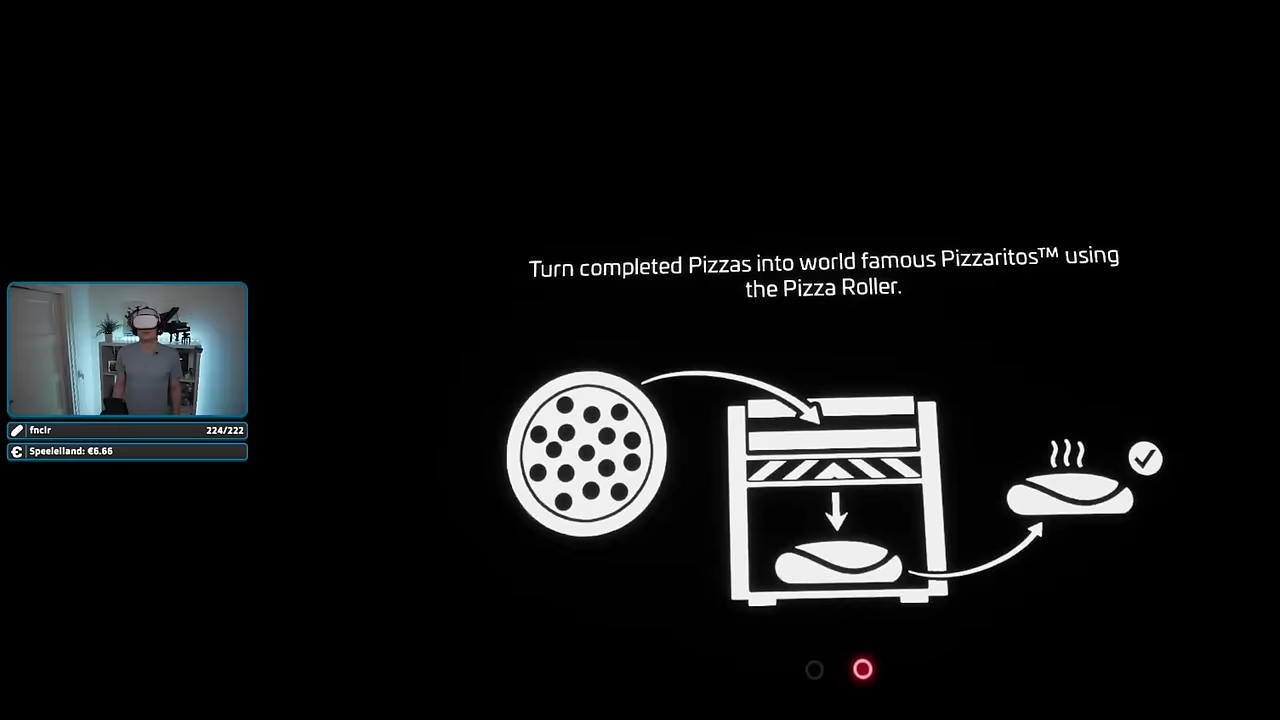 Turn completed Pizzas into world famous Pizzaritos™ using
the Pizza Roller.
fnclr 224/222
Speeleiland: €6.66